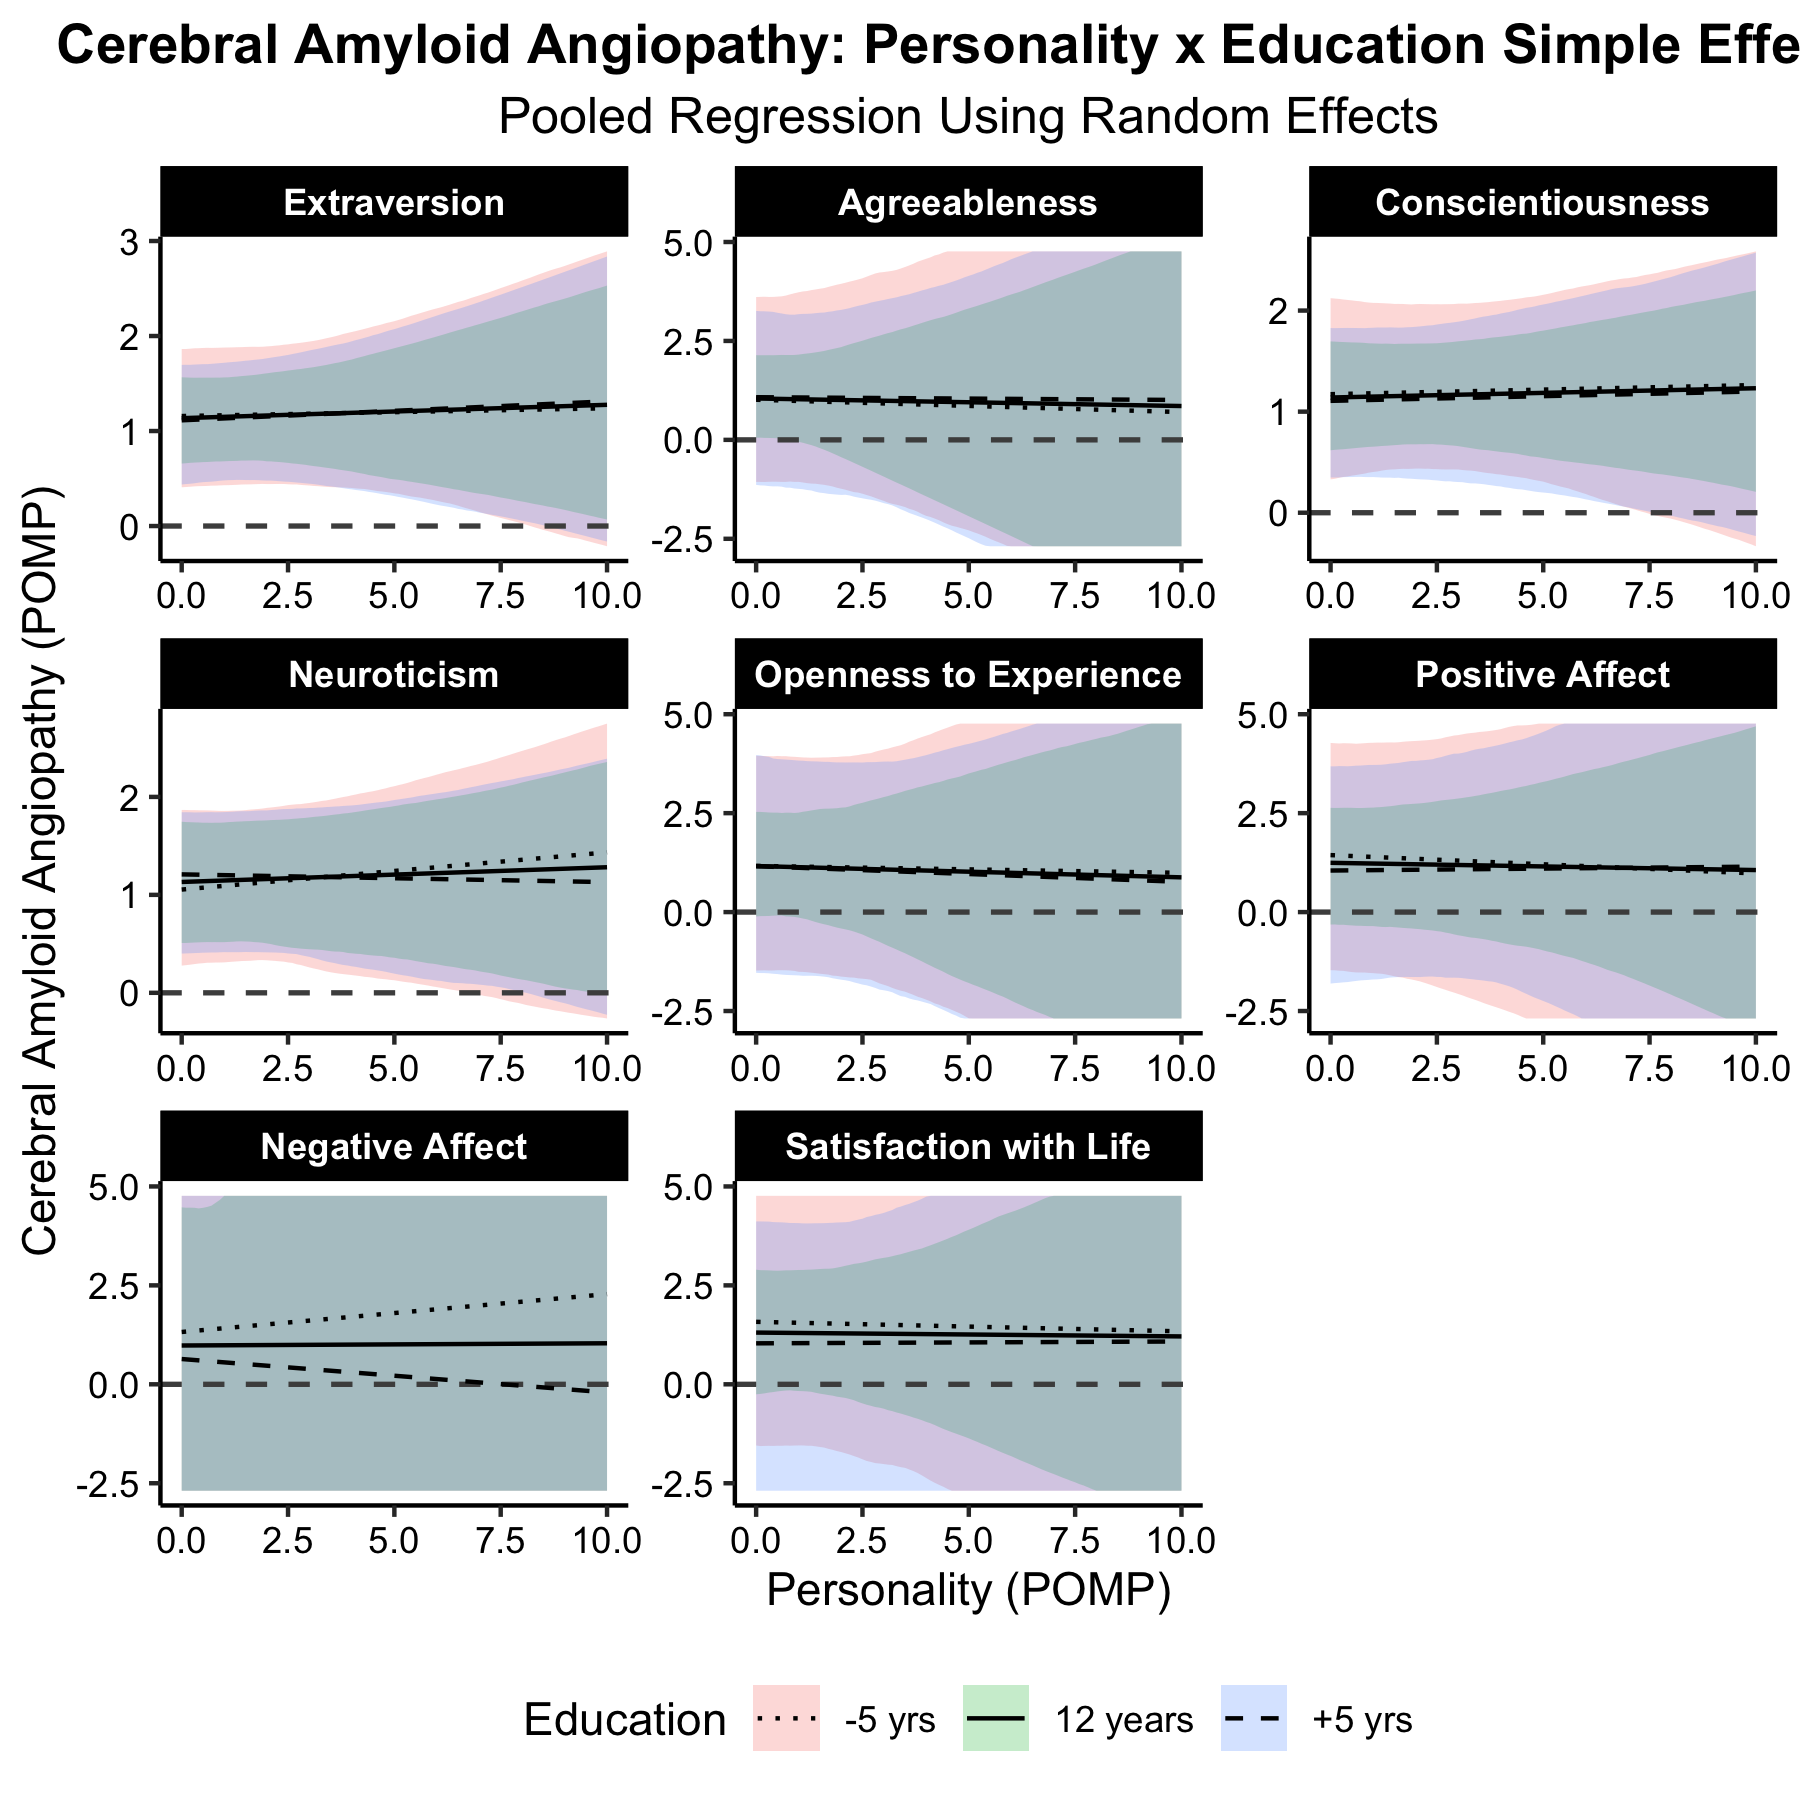 Cerebral Amyloid Angiopathy: Personality x Education Simple Effe
Pooled Regression Using Random Effects
Cerebral Amyloid Angiopathy (POMP)
Extraversion
3
2
1
0
0.0 2.5 5.0 7.5 10.0
Agreeableness
5.0
2.5
0.0
-2.5
0.0 2.5 5.0 7.5 10.0
Conscientiousness
2
1
0
0.0 2.5 5.0 7.5 10.0
Neuroticism
2
1
0
0.0 2.5 5.0 7.5 10.0
Openness to Experience
5.0
2.5
0.0
-2.5
0.0 2.5 5.0 7.5 10.0
Positive Affect
5.0
2.5
0.0
-2.5
0.0 2.5 5.0 7.5 10.0
Negative Affect
5.0
2.5
0.0
-2.5
0.0 2.5 5.0 7.5 10.0
Satisfaction with Life
5.0
2.5
0.0
-2.5
0.0 2.5 5.0 7.5 10.0
Personality (POMP)
Education -5 yrs 12 years +5 yrs